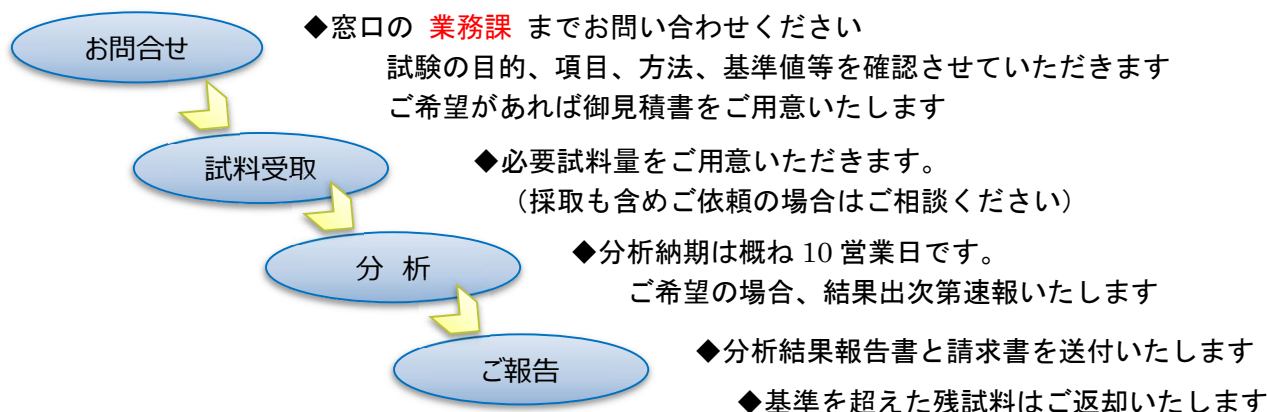 お問合せ
◆窓口の 業務課 までお問い合わせください
試験の目的、項目、方法、基準値等を確認させていただきます
ご希望があれば御見積書をご用意いたします
試料受取
◆必要試料量をご用意いただきます。
（採取も含めご依頼の場合はご相談ください）
分 析
◆分析納期は概ね 10 営業日です。
ご希望の場合、結果出次第速報いたします
ご報告
◆分析結果報告書と請求書を送付いたします
◆基準を超えた残試料はご返却いたします